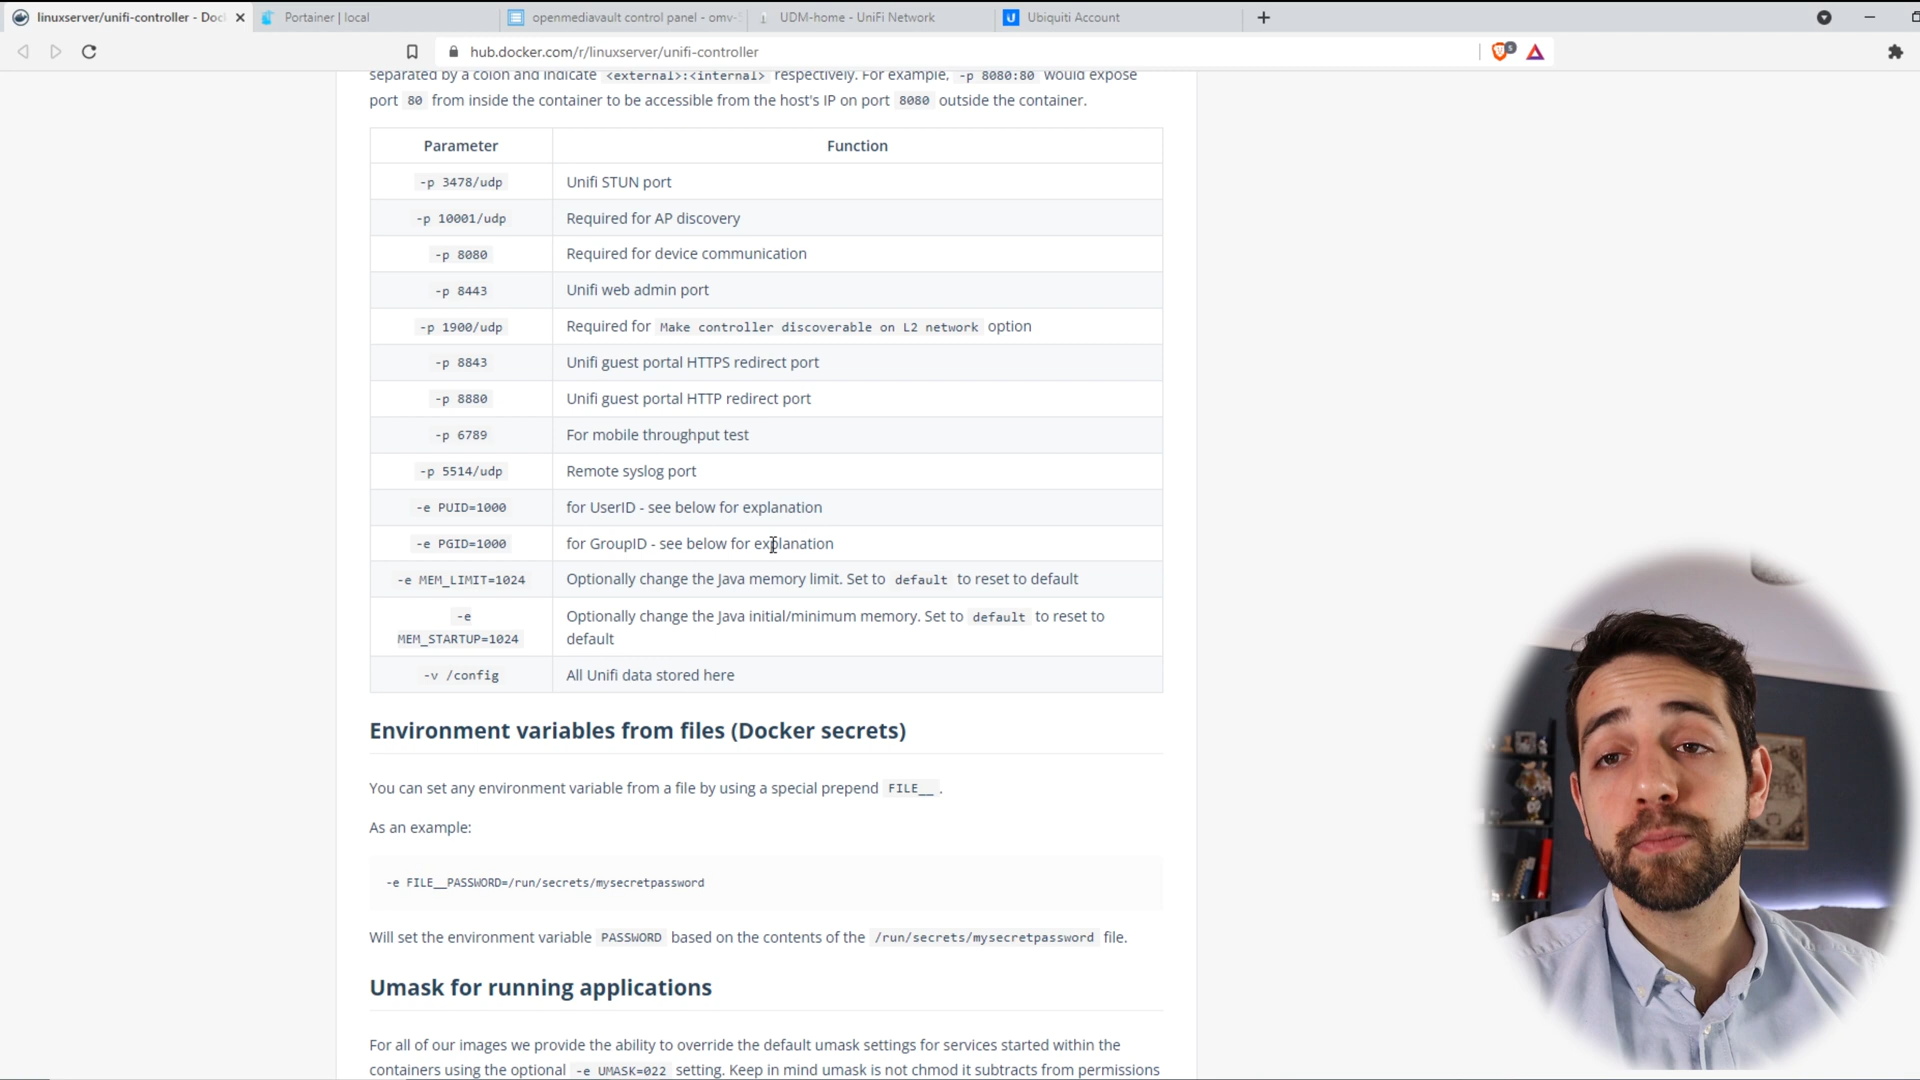 linuxserver/unifi-controller - Doc
Portainer | local
openmediavault control panel - omv-
UDM-home - UniFi Network
Ubiquiti Account
hub.docker.com/r/linuxserver/unifi-controller
separated by a colon and indicate <external>:<internal> respectively. For example, -p 8080:80 would expose
port 80 from inside the container to be accessible from the host's IP on port 8080 outside the container.
Parameter Function
-p 3478/udp Unifi STUN port
-p 10001/udp Required for AP discovery
-p 8080 Required for device communication
-p 8443 Unifi web admin port
-p 1900/udp Required for Make controller discoverable on L2 network option
-p 8843 Unifi guest portal HTTPS redirect port
-p 8880 Unifi guest portal HTTP redirect port
-p 6789 For mobile throughput test
-p 5514/udp Remote syslog port
-e PUID=1000 for UserID - see below for explanation
-e PGID=1000 for GroupID - see below for explanation
-e MEM_LIMIT=1024 Optionally change the Java memory limit. Set to default to reset to default
-e
MEM_STARTUP=1024
Optionally change the Java initial/minimum memory. Set to default to reset to
default
-v /config All Unifi data stored here
Environment variables from files (Docker secrets)
You can set any environment variable from a file by using a special prepend FILE__ .
As an example:
-e FILE__PASSWORD=/run/secrets/mysecretpassword
Will set the environment variable PASSWORD based on the contents of the /run/secrets/mysecretpassword file.
Umask for running applications
For all of our images we provide the ability to override the default umask settings for services started within the
containers using the optional -e UMASK=022 setting. Keep in mind umask is not chmod it subtracts from permissions